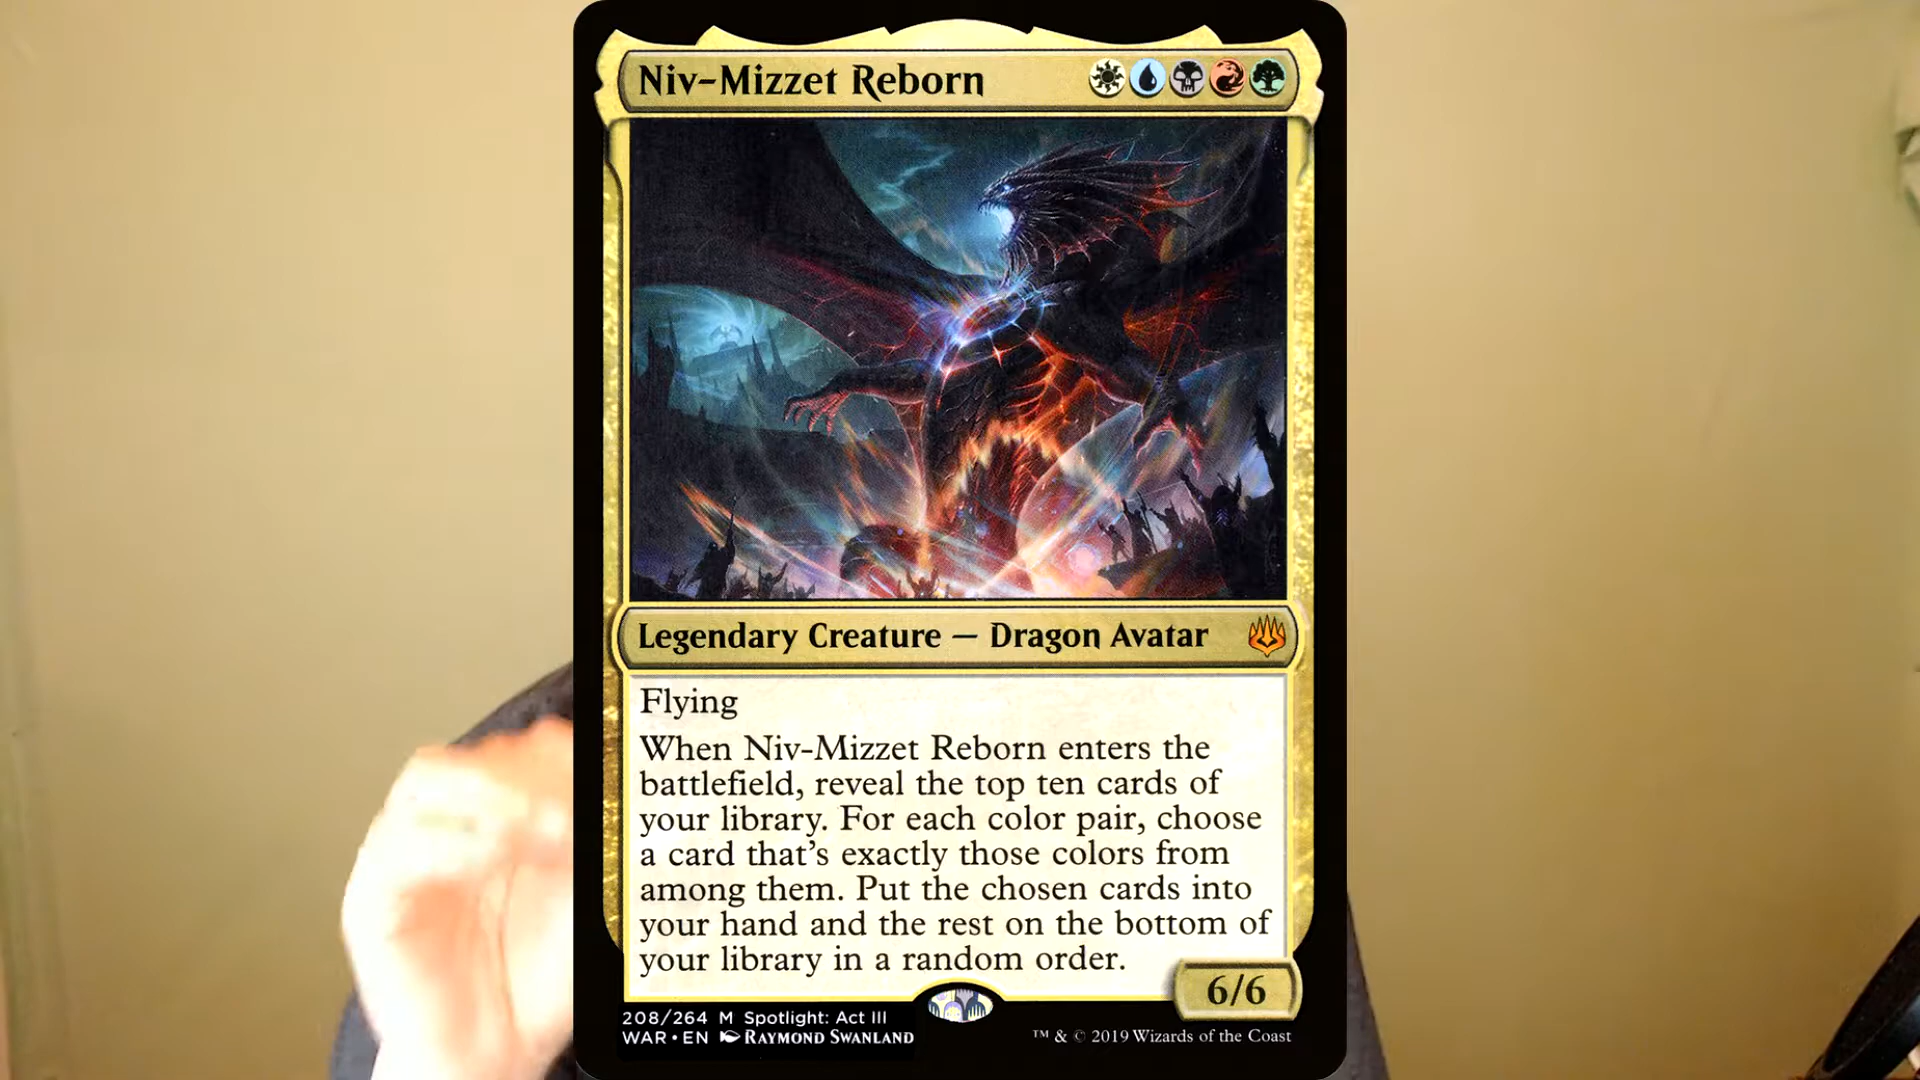 Niv-Mizzet Reborn
Legendary Creature — Dragon Avatar
Flying
When Niv-Mizzet Reborn enters the
battlefield, reveal the top ten cards of
your library. For each color pair, choose
a card that's exactly those colors from
among them. Put the chosen cards into
your hand and the rest on the bottom of
your library in a random order.
6/6
208/264 M Spotlight: Act III
WAR • EN RAYMOND SWANLAND
™ & © 2019 Wizards of the Coast